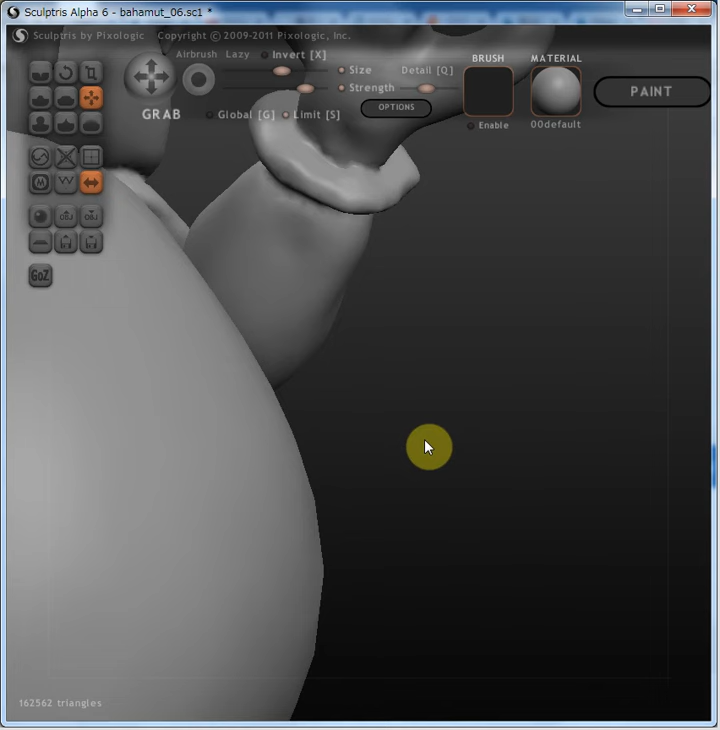 Sculptris Alpha 6 - bahamut_06.sc1 *
Sculptris by Pixologic Copyright © 2009-2011 Pixologic, Inc.
Airbrush Lazy Invert [X]
BRUSH MATERIAL
Size Detail [Q]
Strength
PAINT
OPTIONS
GRAB Global [G] Limit [S]
Enable 00default
OBJ OBJ
GoZ
162562 triangles